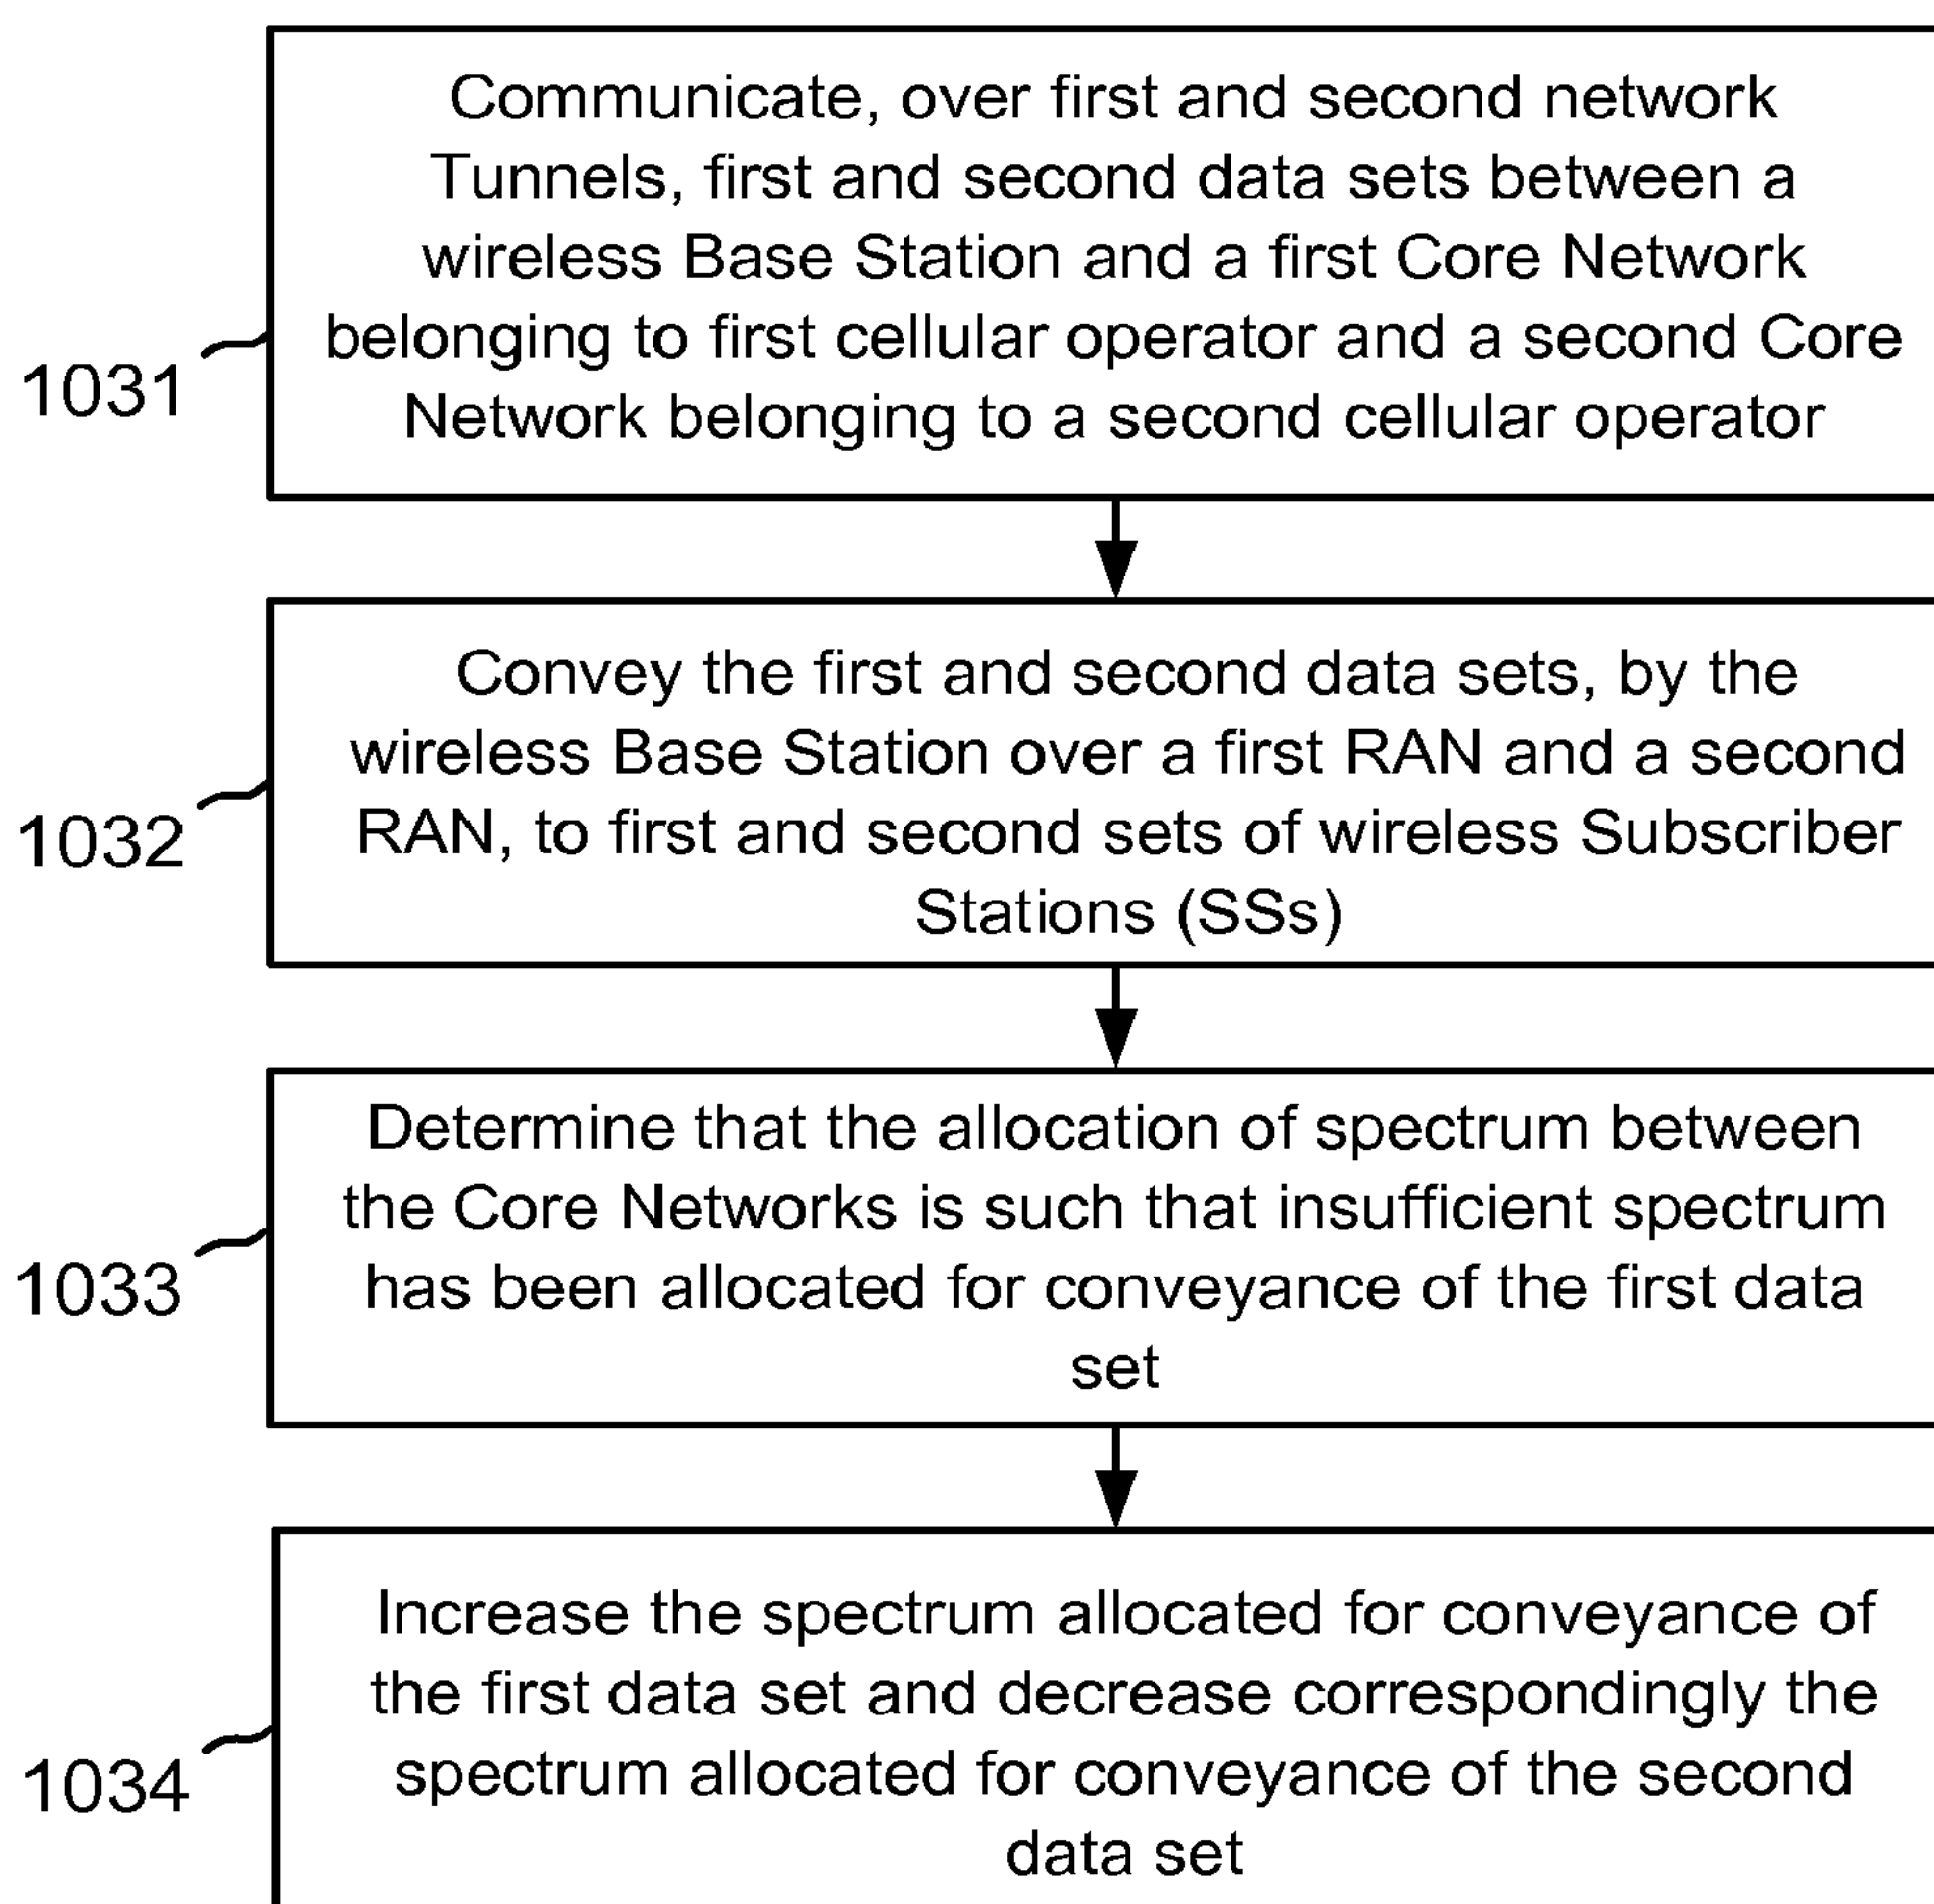 Communicate, over first and second network
Tunnels, first and second data sets between a
wireless Base Station and a first Core Network
belonging to first cellular operator and a second Core
Network belonging to a second cellular operator
1031
Convey the first and second data sets, by the
wireless Base Station over a first RAN and a second
RAN, to first and second sets of wireless Subscriber
Stations (SSs)
1032
Determine that the allocation of spectrum between
the Core Networks is such that insufficient spectrum
has been allocated for conveyance of the first data
set
1033
Increase the spectrum allocated for conveyance of
the first data set and decrease correspondingly the
spectrum allocated for conveyance of the second
data set
1034